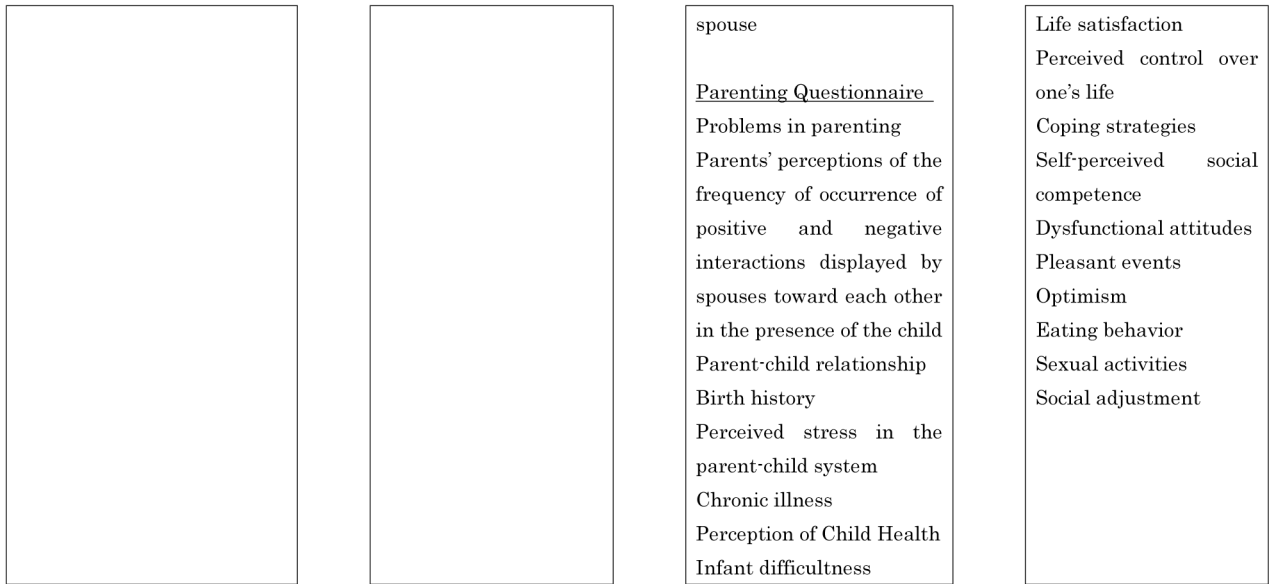 spouse
Parenting Questionnaire
Problems in parenting
Parents’ perceptions of the
frequency of occurrence of
positive and negative
interactions displayed by
spouses toward each other
in the presence of the child
Parent-child relationship
Birth history
Perceived stress in the
parent-child system
Chronic illness
Perception of Child Health
Infant difficultness
Life satisfaction
Perceived control over
one’s life
Coping strategies
Self-perceived social
competence
Dysfunctional attitudes
Pleasant events
Optimism
Eating behavior
Sexual activities
Social adjustment